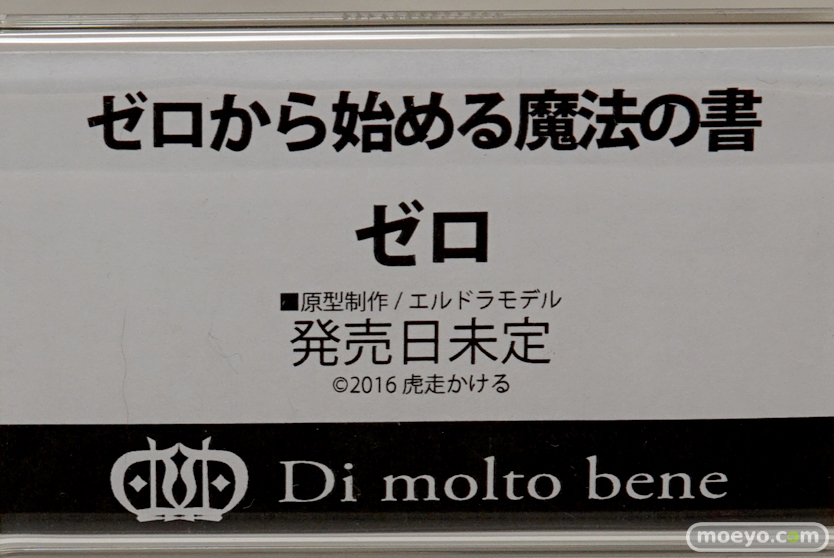 ゼロから始める魔法の書
ゼロ
■原型制作 / エルドラモデル
発売日未定
©2016 虎走かける
Di molto bene
moeyo.com